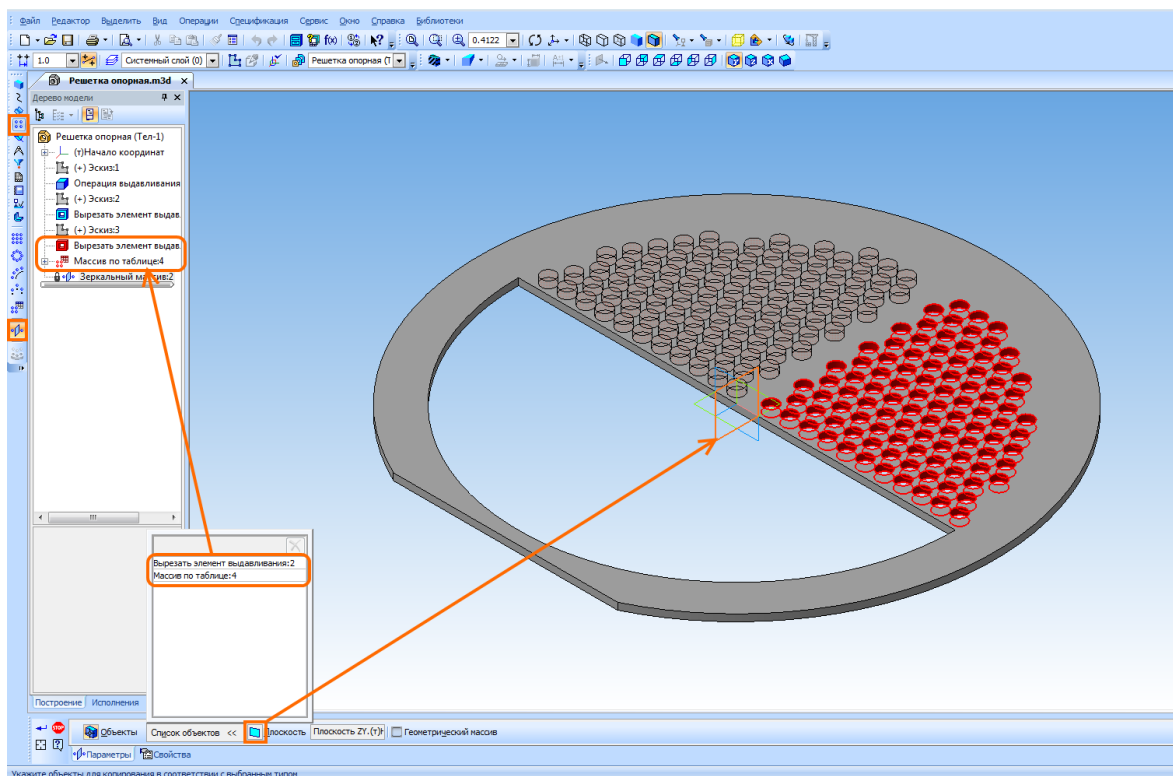 Файл Редактор Выделить Вид Операции Спецификация Сервис Окно Справка Библиотеки
0.4122
1.0 Системный слой (0) Решетка опорная (Т
Решетка опорная.m3d
Дерево модели
Решетка опорная (Тел-1)
(т)Начало координат
(+) Эскиз:1
Операция выдавливания
(+) Эскиз:2
Вырезать элемент выдав.
(+) Эскиз:3
Вырезать элемент выдав.
Массив по таблице:4
Зеркальный массив:2
Вырезать элемент выдавливания:2
Массив по таблице:4
Построение Исполнения
Объекты Список объектов << Плоскость Плоскость ZY.(т)Н Геометрический массив
Параметры Свойства
Укажите объекты для копирования в соответствии с выбранным типом